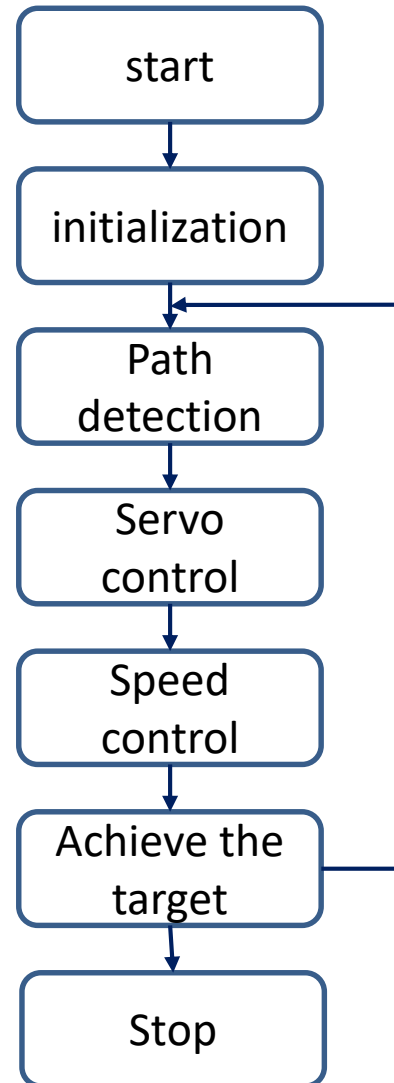 start
initialization
Path
detection
Servo
control
Speed
control
Achieve the
target
Stop